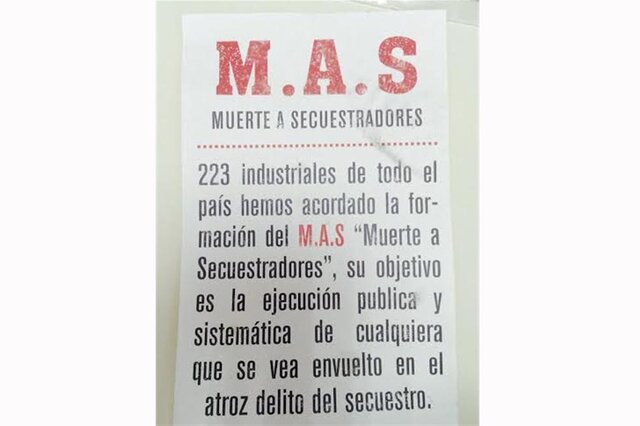 M.A.S
MUERTE A SECUESTRADORES
223 industriales de todo el
país hemos acordado la for-
mación del M.A.S “Muerte a
Secuestradores”, su objetivo
es la ejecución publica y
sistemática de cualquiera
que se vea envuelto en el
atroz delito del secuestro.